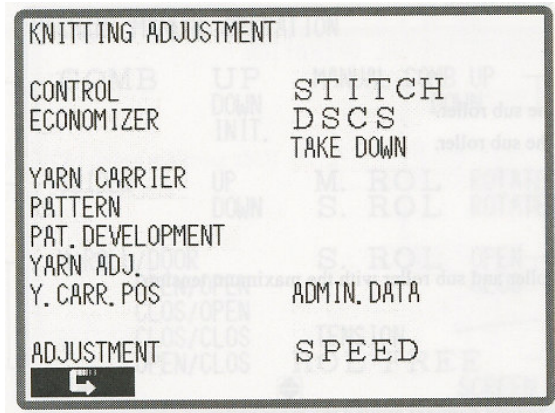 KNITTING ADJUSTMENT
CONTROL STITCH
ECONOMIZER DSCS
TAKE DOWN
YARN CARRIER
PATTERN
PAT.DEVELOPMENT
YARN ADJ.
Y.CARR.POS ADMIN.DATA
ADJUSTMENT SPEED